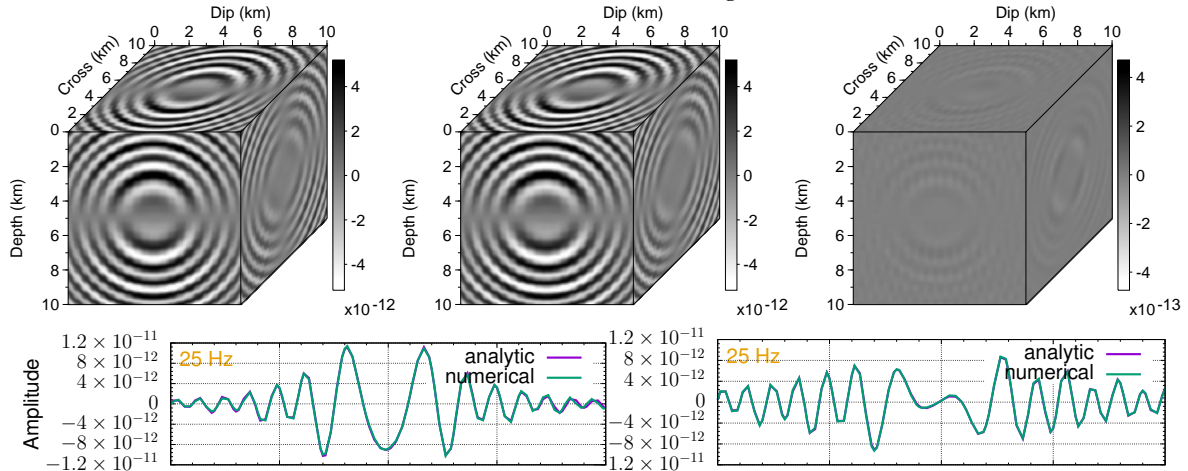 Dip (km)
0 2 4 6 8 10
Cross (km)
10
8
6
4
2
0
2
4
6
8
10
Depth (km)
4
2
0
-2
-4
x10-12
Dip (km)
0 2 4 6 8 10
Cross (km)
10
8
6
4
2
0
2
4
6
8
10
Depth (km)
4
2
0
-2
-4
x10-12
Dip (km)
0 2 4 6 8 10
Cross (km)
10
8
6
4
2
0
2
4
6
8
10
Depth (km)
4
2
0
-2
-4
x10-13
Amplitude
1.2 × 10⁻¹¹
8 × 10⁻¹²
4 × 10⁻¹²
0
−4 × 10⁻¹²
−8 × 10⁻¹²
−1.2 × 10⁻¹¹
25 Hz
analytic
numerical
1.2 × 10⁻¹¹
8 × 10⁻¹²
4 × 10⁻¹²
0
−4 × 10⁻¹²
−8 × 10⁻¹²
−1.2 × 10⁻¹¹
25 Hz
analytic
numerical